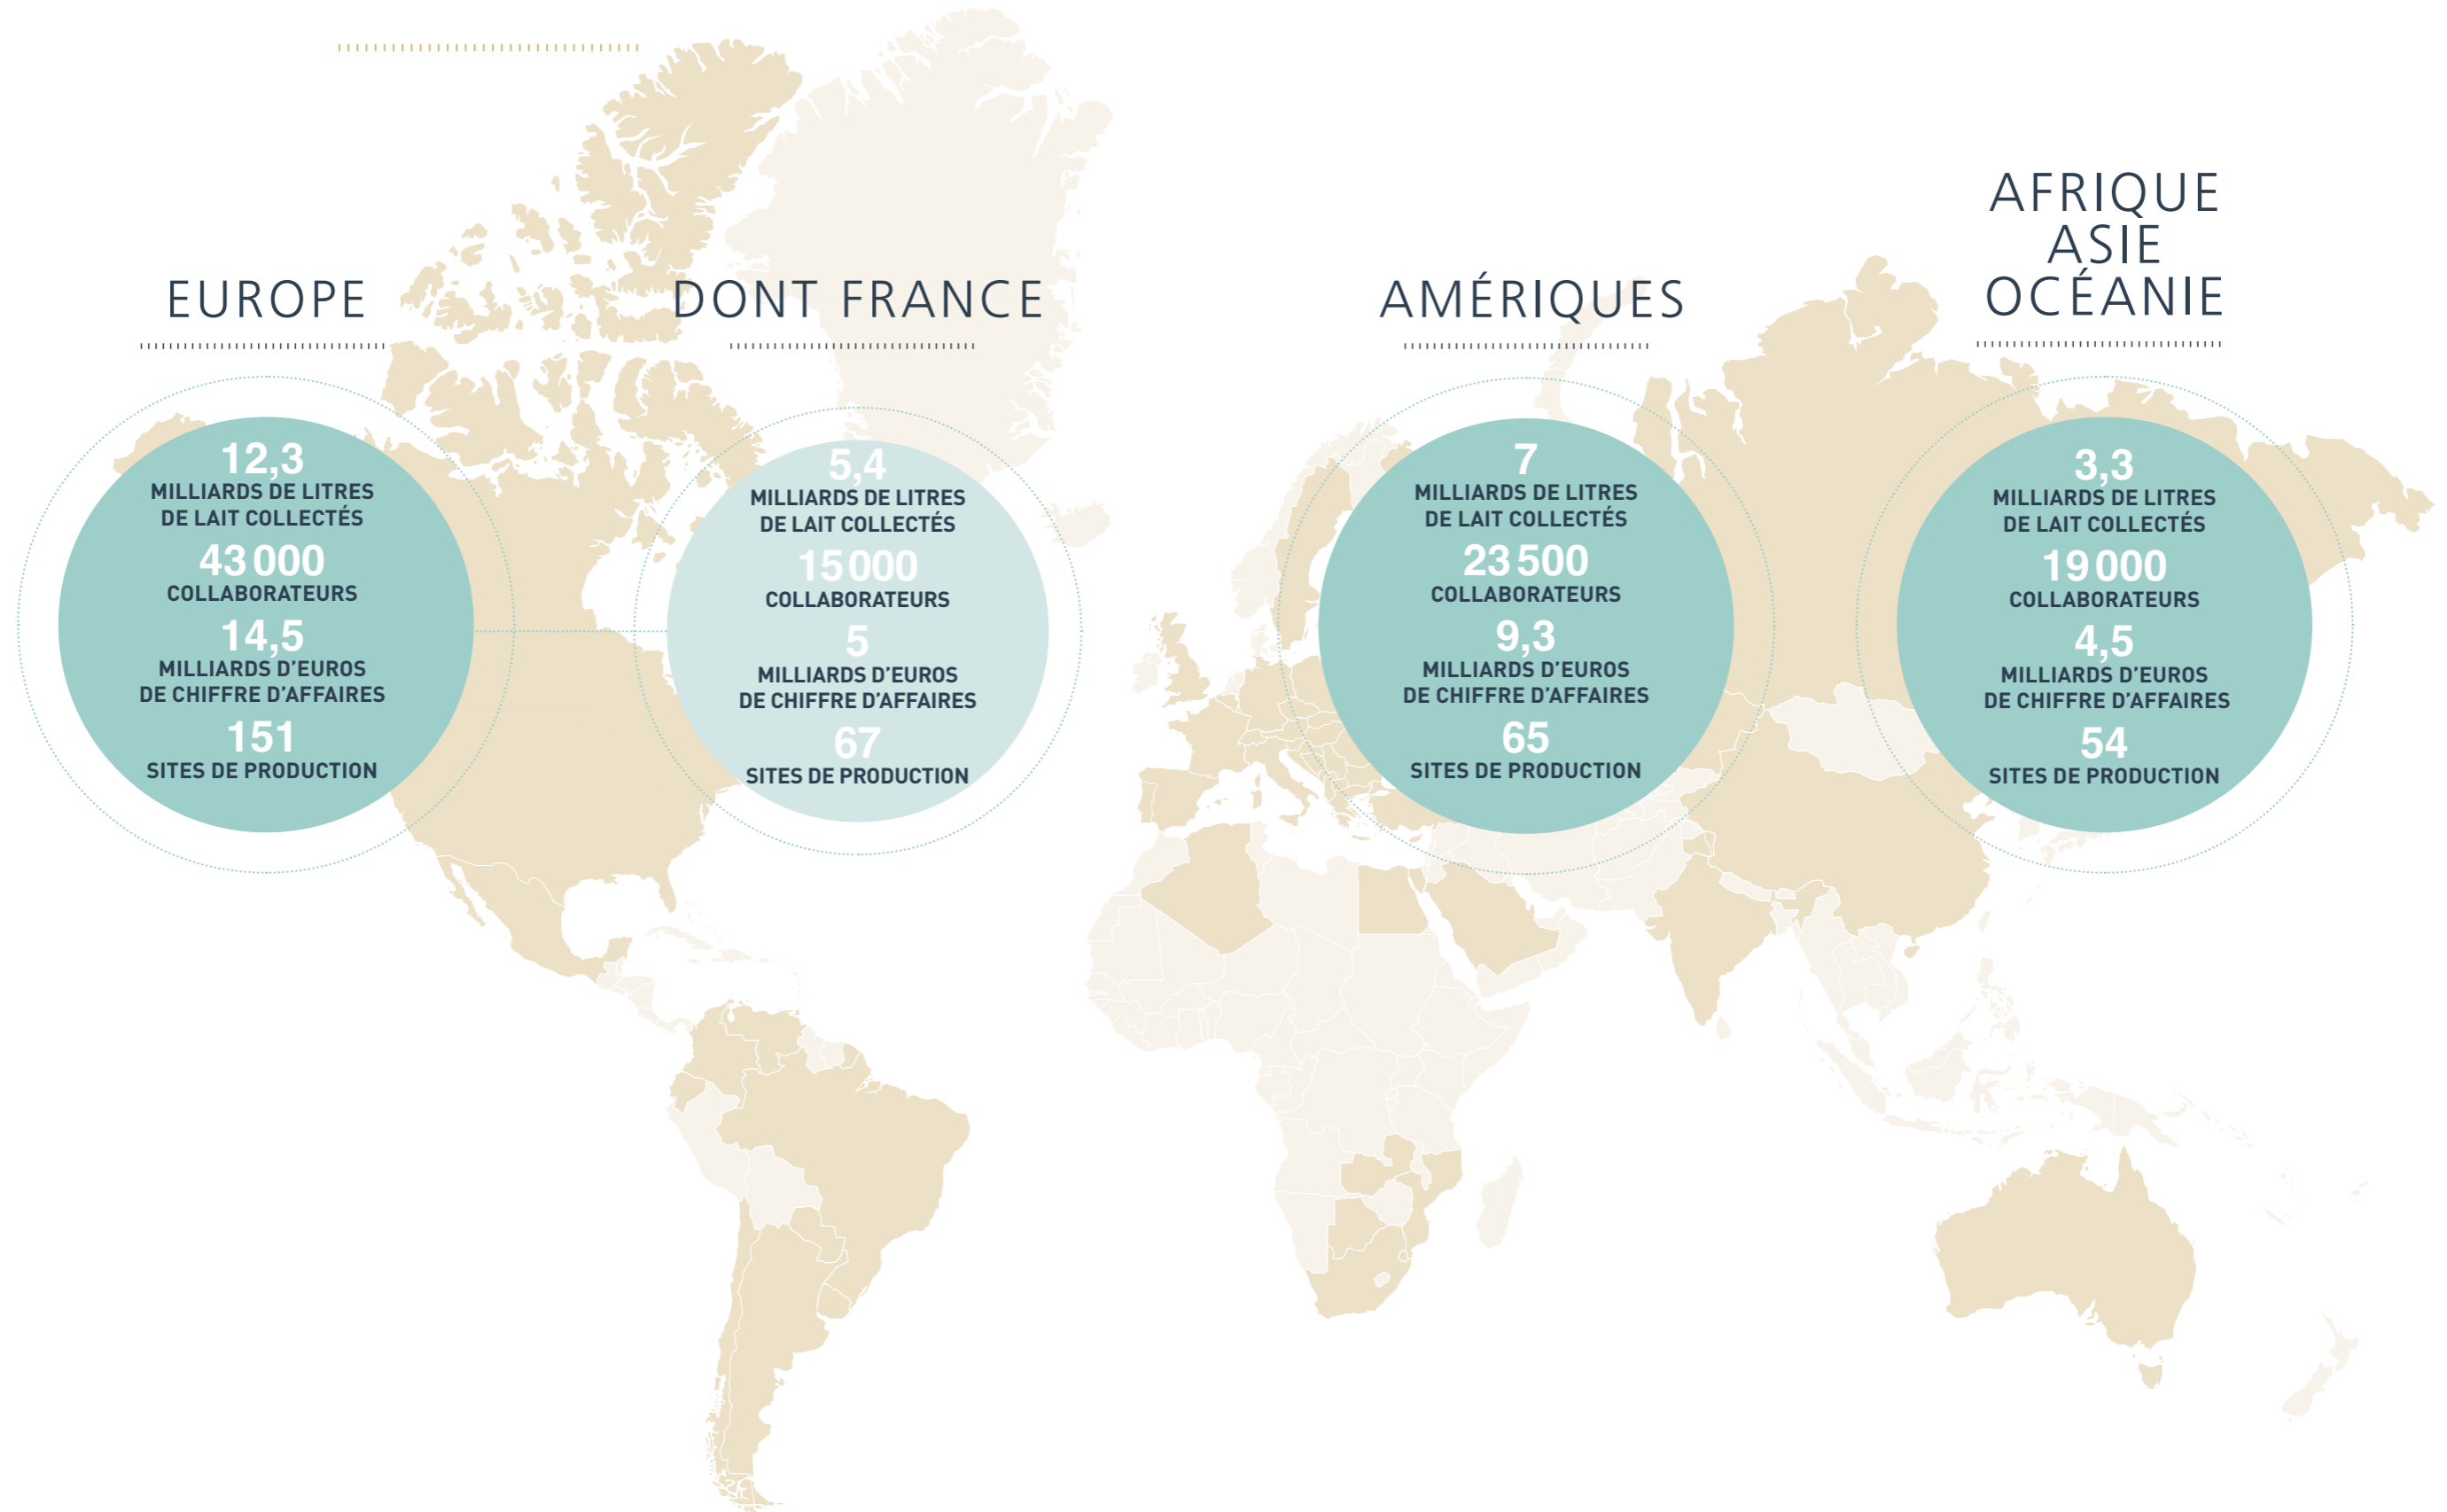 EUROPE
12,3
MILLIARDS DE LITRES
DE LAIT COLLECTÉS
43 000
COLLABORATEURS
14,5
MILLIARDS D’EUROS
DE CHIFFRE D’AFFAIRES
151
SITES DE PRODUCTION
DONT FRANCE
5,4
MILLIARDS DE LITRES
DE LAIT COLLECTÉS
15 000
COLLABORATEURS
5
MILLIARDS D’EUROS
DE CHIFFRE D’AFFAIRES
67
SITES DE PRODUCTION
AMÉRIQUES
7
MILLIARDS DE LITRES
DE LAIT COLLECTÉS
23 500
COLLABORATEURS
9,3
MILLIARDS D’EUROS
DE CHIFFRE D’AFFAIRES
65
SITES DE PRODUCTION
AFRIQUE
ASIE
OCÉANIE
3,3
MILLIARDS DE LITRES
DE LAIT COLLECTÉS
19 000
COLLABORATEURS
4,5
MILLIARDS D’EUROS
DE CHIFFRE D’AFFAIRES
54
SITES DE PRODUCTION